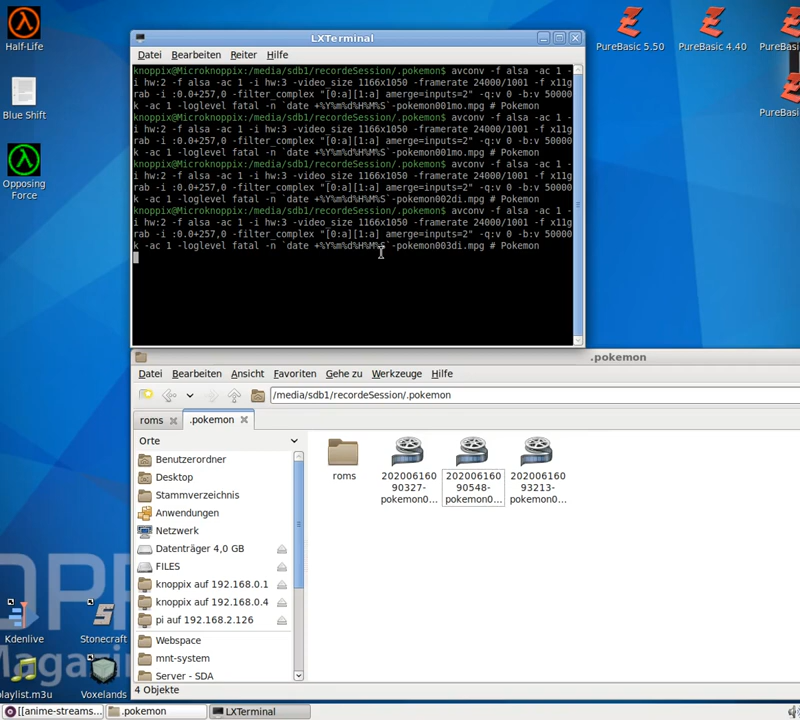 Half-Life
Blue Shift
Opposing
Force
PureBasic 5.50
PureBasic 4.40
PureBasi
PureBasi
LXTerminal
Datei Bearbeiten Reiter Hilfe
knoppix@Microknoppix:/media/sdb1/recordeSession/.pokemon$ avconv -f alsa -ac 1 -
i hw:2 -f alsa -ac 1 -i hw:3 -video_size 1166x1050 -framerate 24000/1001 -f x11g
rab -i :0.0+257,0 -filter_complex "[0:a][1:a] amerge=inputs=2" -q:v 0 -b:v 50000
k -ac 1 -loglevel fatal -n `date +%Y%m%d%H%M%S`-pokemon001mo.mpg # Pokemon
knoppix@Microknoppix:/media/sdb1/recordeSession/.pokemon$ avconv -f alsa -ac 1 -
i hw:2 -f alsa -ac 1 -i hw:3 -video_size 1166x1050 -framerate 24000/1001 -f x11g
rab -i :0.0+257,0 -filter_complex "[0:a][1:a] amerge=inputs=2" -q:v 0 -b:v 50000
k -ac 1 -loglevel fatal -n `date +%Y%m%d%H%M%S`-pokemon001mo.mpg # Pokemon
knoppix@Microknoppix:/media/sdb1/recordeSession/.pokemon$ avconv -f alsa -ac 1 -
i hw:2 -f alsa -ac 1 -i hw:3 -video_size 1166x1050 -framerate 24000/1001 -f x11g
rab -i :0.0+257,0 -filter_complex "[0:a][1:a] amerge=inputs=2" -q:v 0 -b:v 50000
k -ac 1 -loglevel fatal -n `date +%Y%m%d%H%M%S`-pokemon002di.mpg # Pokemon
knoppix@Microknoppix:/media/sdb1/recordeSession/.pokemon$ avconv -f alsa -ac 1 -
i hw:2 -f alsa -ac 1 -i hw:3 -video_size 1166x1050 -framerate 24000/1001 -f x11g
rab -i :0.0+257,0 -filter_complex "[0:a][1:a] amerge=inputs=2" -q:v 0 -b:v 50000
k -ac 1 -loglevel fatal -n `date +%Y%m%d%H%M%S`-pokemon003di.mpg # Pokemon
.pokemon
Datei Bearbeiten Ansicht Favoriten Gehe zu Werkzeuge Hilfe
/media/sdb1/recordeSession/.pokemon
roms
.pokemon
Orte
Benutzerordner
Desktop
Stammverzeichnis
Anwendungen
Netzwerk
Datenträger 4,0 GB
FILES
knoppix auf 192.168.0.1
knoppix auf 192.168.0.4
pi auf 192.168.2.126
Webspace
mnt-system
Server - SDA
roms
202006160
90327-
pokemon0...
202006160
90548-
pokemon0...
202006160
93213-
pokemon0...
4 Objekte
OPP
Magazin
Kdenlive
Stonecraft
playlist.m3u
Voxelands
[[anime-streams...
.pokemon
LXTerminal